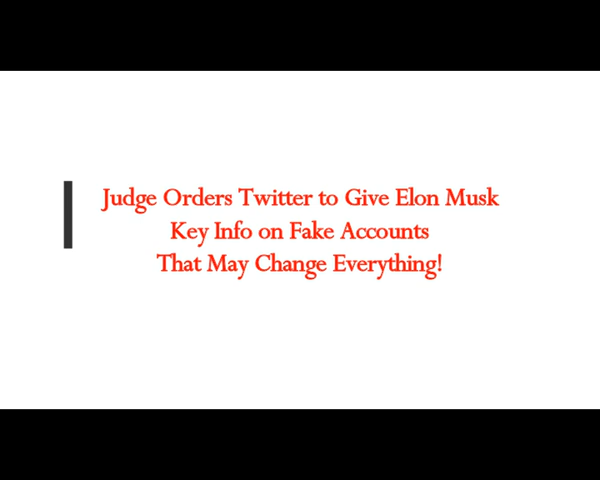 Judge Orders Twitter to Give Elon Musk
Key Info on Fake Accounts
That May Change Everything!